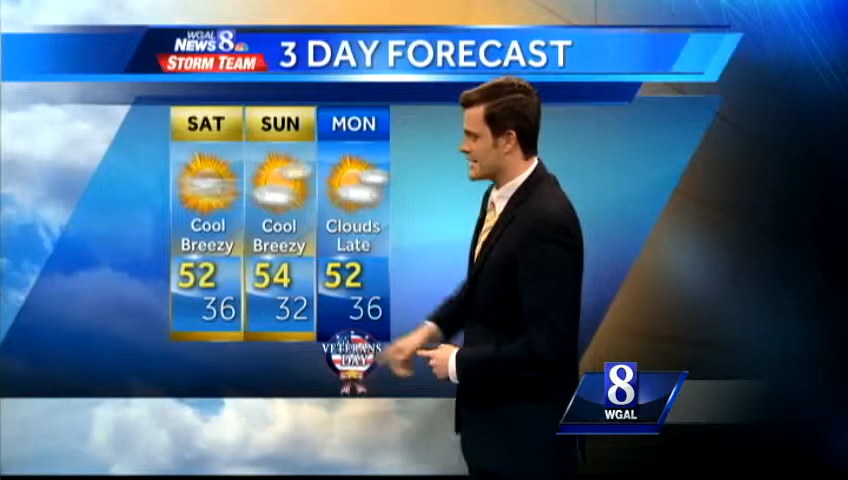 WGAL
NEWS 8
STORM TEAM
3 DAY FORECAST
SAT SUN MON
Cool Breezy
Cool Breezy
Clouds Late
52 54 52
36 32 36
VETERANS
DAY
8
WGAL